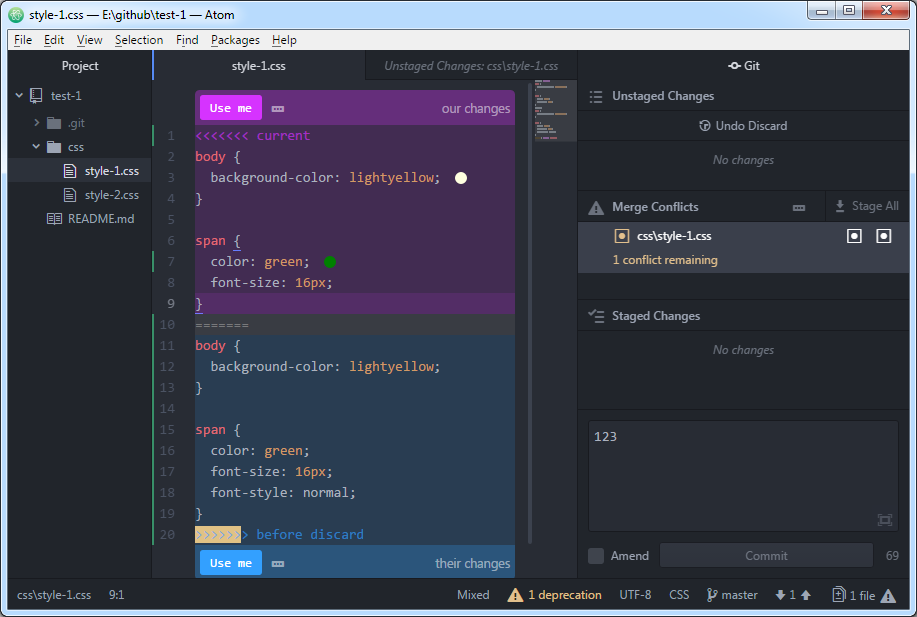 style-1.css — E:\github\test-1 — Atom
File Edit View Selection Find Packages Help
Project
test-1
.git
css
style-1.css
style-2.css
README.md
style-1.css
Unstaged Changes: css\style-1.css
Use me
our changes
1 <<<<<<< current
2 body {
3 background-color: lightyellow;
4 }
5
6 span {
7 color: green;
8 font-size: 16px;
9 }
10 =======
11 body {
12 background-color: lightyellow;
13 }
14
15 span {
16 color: green;
17 font-size: 16px;
18 font-style: normal;
19 }
20 >>>>>>> before discard
Use me
their changes
Git
Unstaged Changes
Undo Discard
No changes
Merge Conflicts
Stage All
css\style-1.css
1 conflict remaining
Staged Changes
No changes
123
Amend
Commit
69
css\style-1.css 9:1 Mixed 1 deprecation UTF-8 CSS master 1 1 file